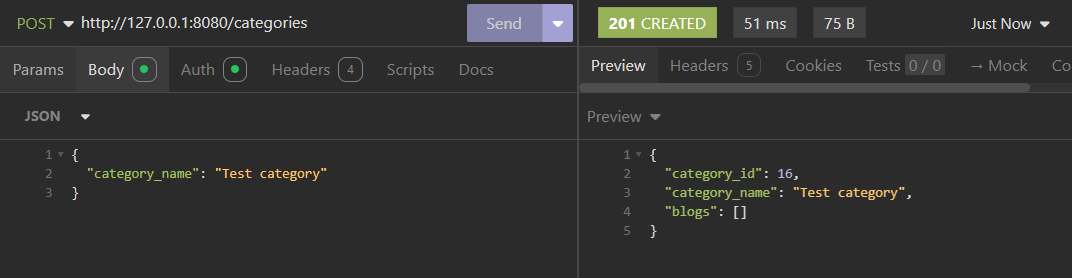 POST http://127.0.0.1:8080/categories Send
Params Body Auth Headers 4 Scripts Docs
JSON
1 {
2 "category_name": "Test category"
3 }
201 CREATED 51 ms 75 B Just Now
Preview Headers 5 Cookies Tests 0 / 0 → Mock Co
Preview
1 {
2 "category_id": 16,
3 "category_name": "Test category",
4 "blogs": []
5 }